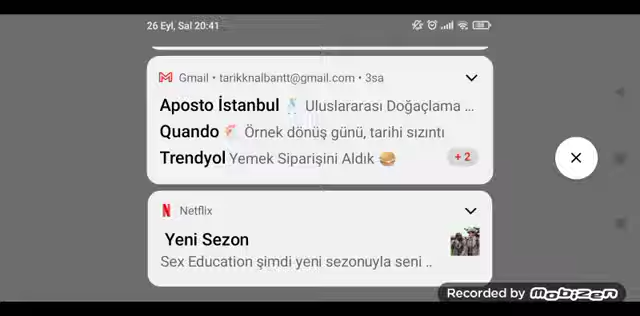 26 Eyl, Sal 20:41
Gmail • tarikknalbantt@gmail.com • 3sa
Aposto İstanbul Uluslararası Doğaçlama ...
Quando Örnek dönüş günü, tarihi sızıntı
Trendyol Yemek Siparişini Aldık +2
Netflix
Yeni Sezon
Sex Education şimdi yeni sezonuyla seni ..
Recorded by mobizen